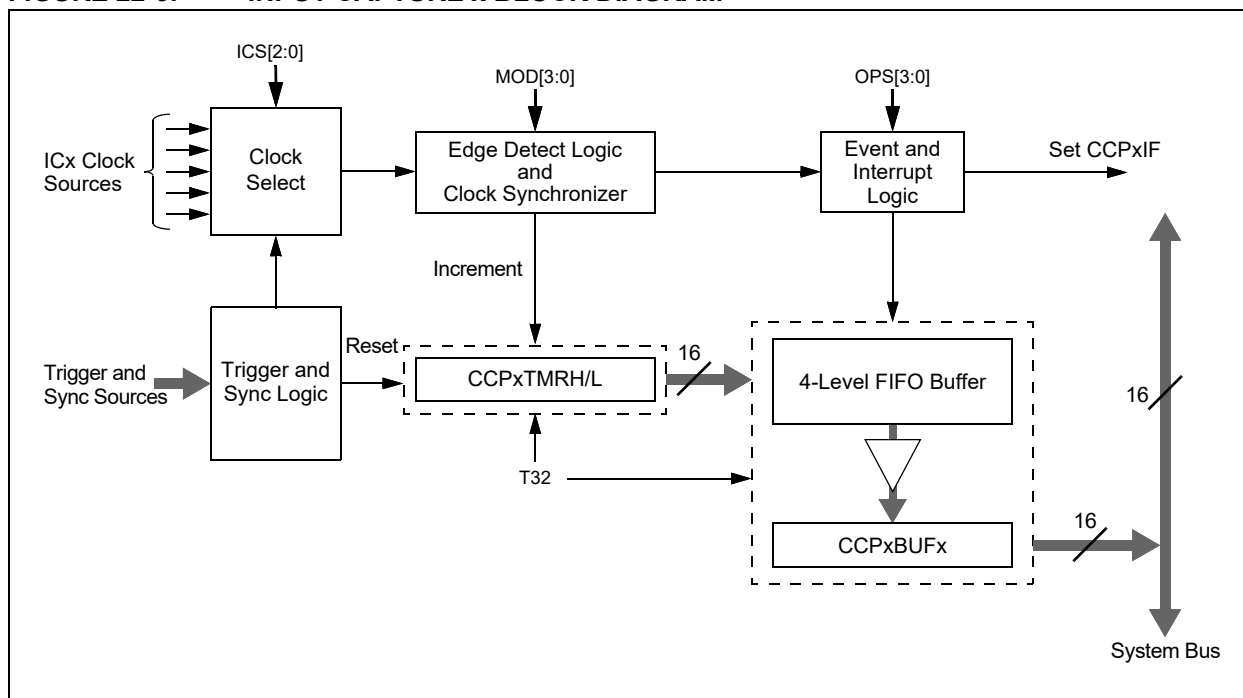 ICS[2:0]
MOD[3:0]
OPS[3:0]
ICx Clock
Sources
Clock
Select
Edge Detect Logic
and
Clock Synchronizer
Event and
Interrupt
Logic
Set CCPxIF
Increment
Trigger and
Sync Sources
Trigger and
Sync Logic
Reset
CCPxTMRH/L
16
4-Level FIFO Buffer
16
T32
CCPxBUFx
16
System Bus